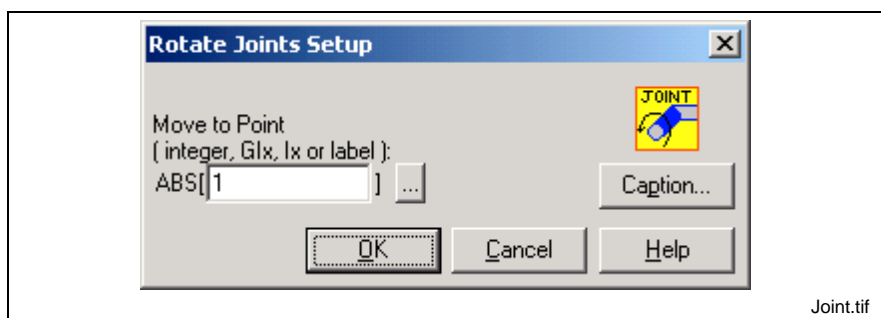 Rotate Joints Setup
JOINT
Move to Point
( integer, GIx, Ix or label ):
ABS[ 1 ] ...
Caption...
OK Cancel Help
Joint.tif